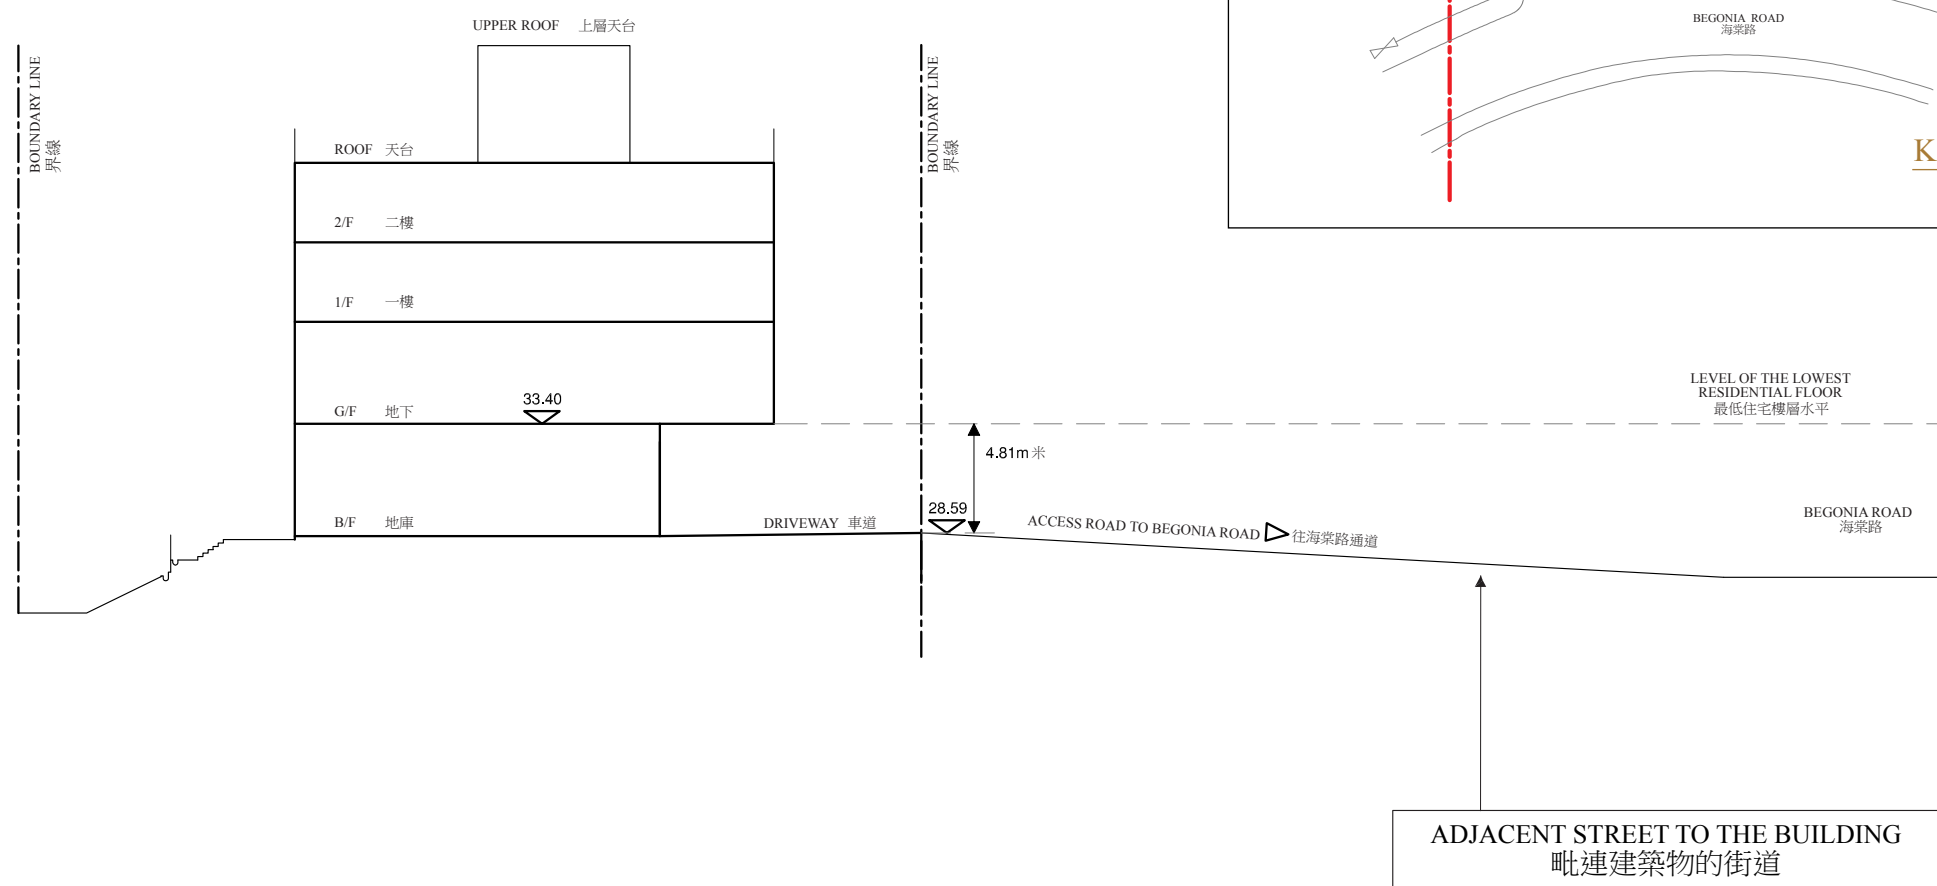 UPPER ROOF 上層天台
BEGONIA ROAD
海棠路
BOUNDARY LINE
界線
BOUNDARY LINE
界線
ROOF 天台
K
2/F 二樓
1/F 一樓
LEVEL OF THE LOWEST
RESIDENTIAL FLOOR
最低住宅樓層水平
33.40
G/F 地下
4.81m 米
28.59
B/F 地庫
DRIVEWAY 車道
ACCESS ROAD TO BEGONIA ROAD 往海棠路通道
BEGONIA ROAD
海棠路
ADJACENT STREET TO THE BUILDING
毗連建築物的街道